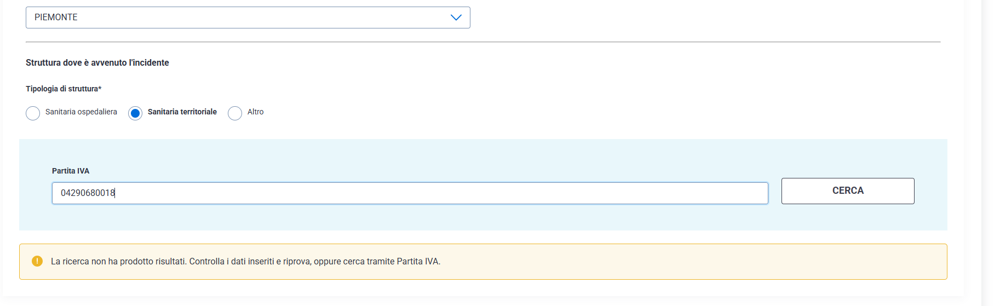 PIEMONTE
Struttura dove è avvenuto l'incidente
Tipologia di struttura*
Sanitaria ospedaliera Sanitaria territoriale Altro
Partita IVA
04290680018
CERCA
La ricerca non ha prodotto risultati. Controlla i dati inseriti e riprova, oppure cerca tramite Partita IVA.